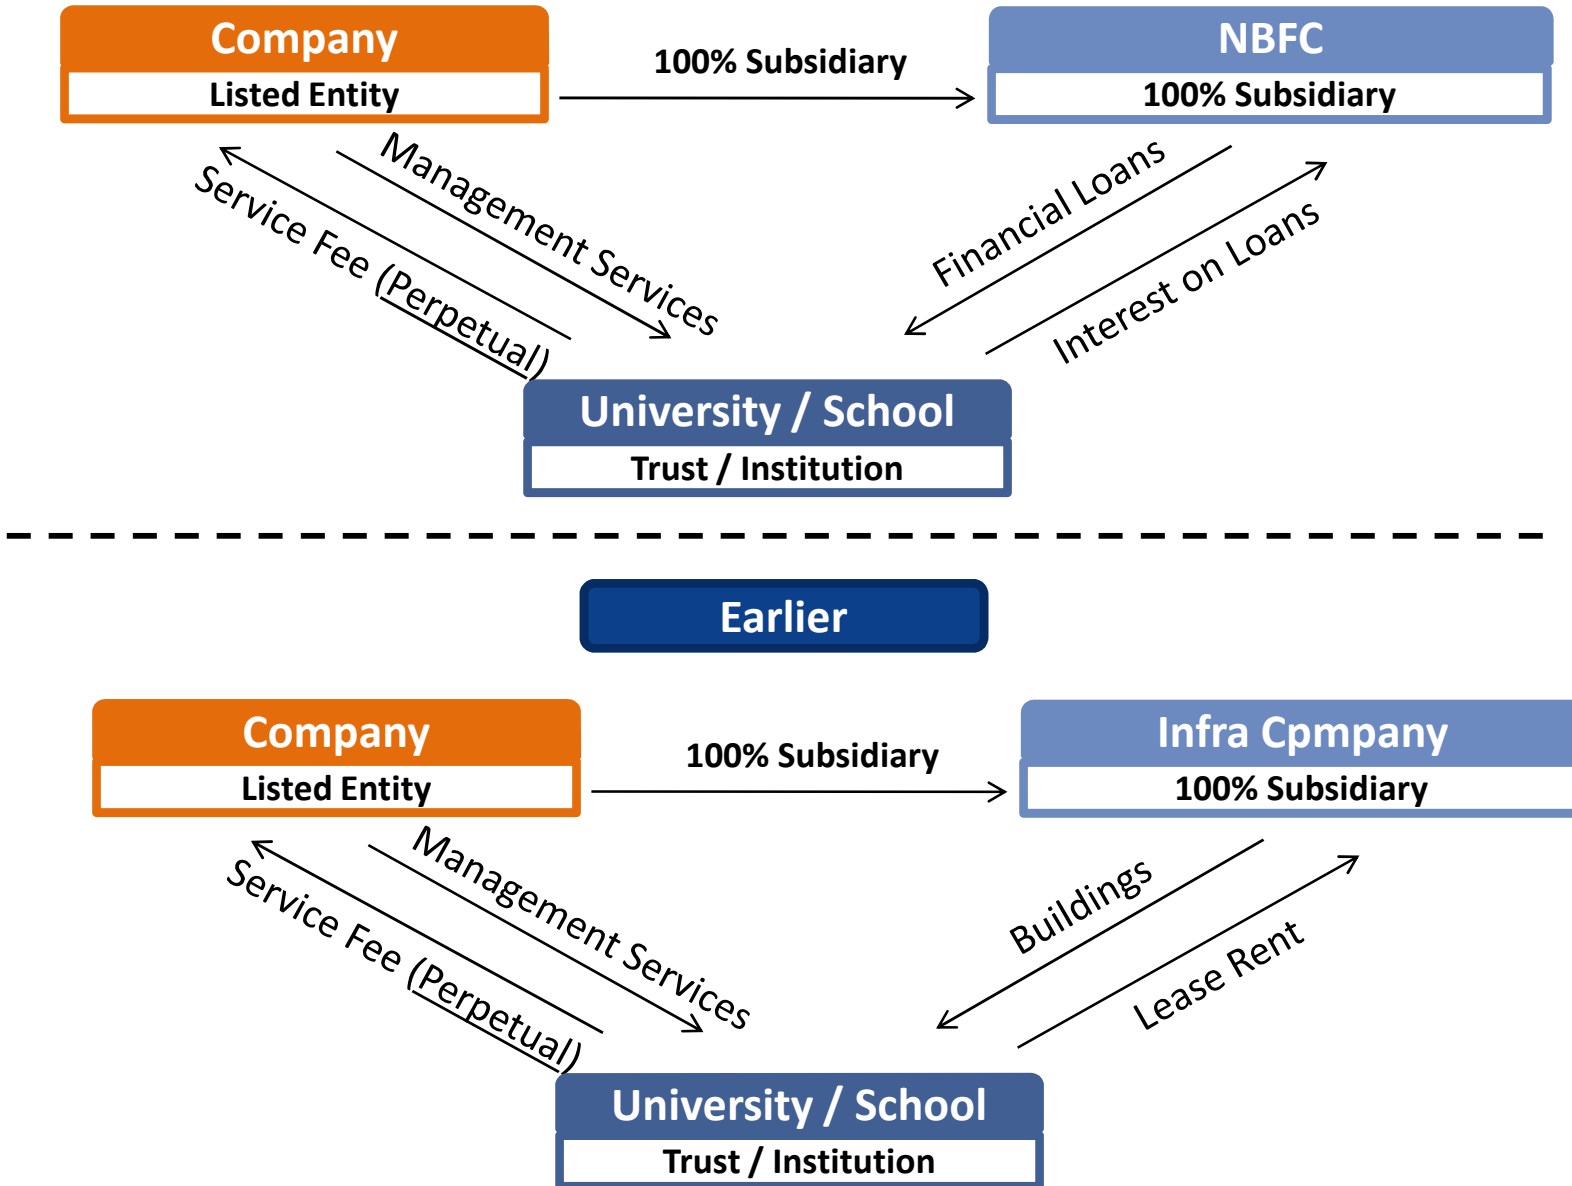 Company
Listed Entity
100% Subsidiary
NBFC
100% Subsidiary
Management Services
Service Fee (Perpetual)
Financial Loans
Interest on Loans
University / School
Trust / Institution
Earlier
Company
Listed Entity
100% Subsidiary
Infra Cpmpany
100% Subsidiary
Management Services
Service Fee (Perpetual)
Buildings
Lease Rent
University / School
Trust / Institution